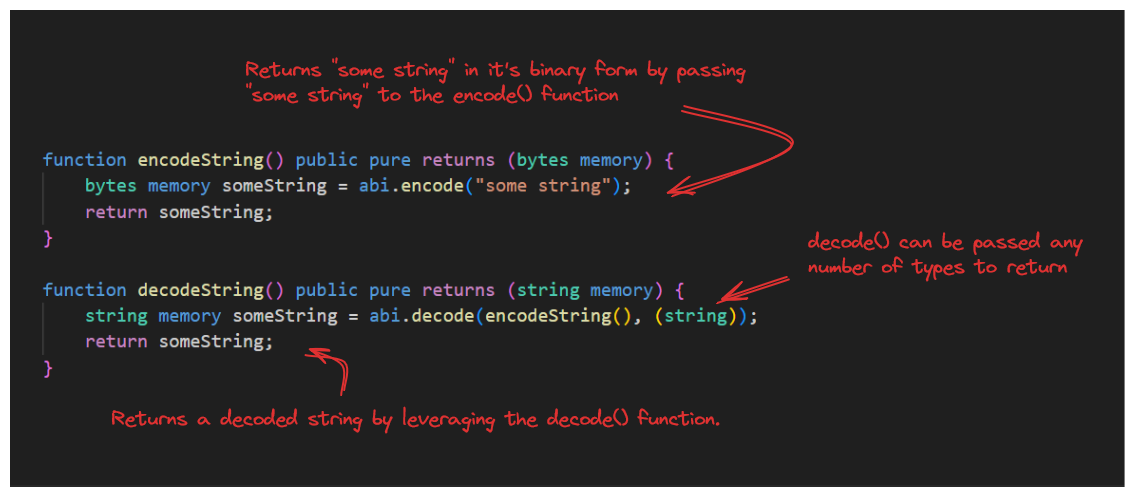 Returns "some string" in it's binary form by passing
"some string" to the encode() function
function encodeString() public pure returns (bytes memory) {
    bytes memory someString = abi.encode("some string");
    return someString;
}
decode() can be passed any
number of types to return
function decodeString() public pure returns (string memory) {
    string memory someString = abi.decode(encodeString(), (string));
    return someString;
}
Returns a decoded string by leveraging the decode() function.